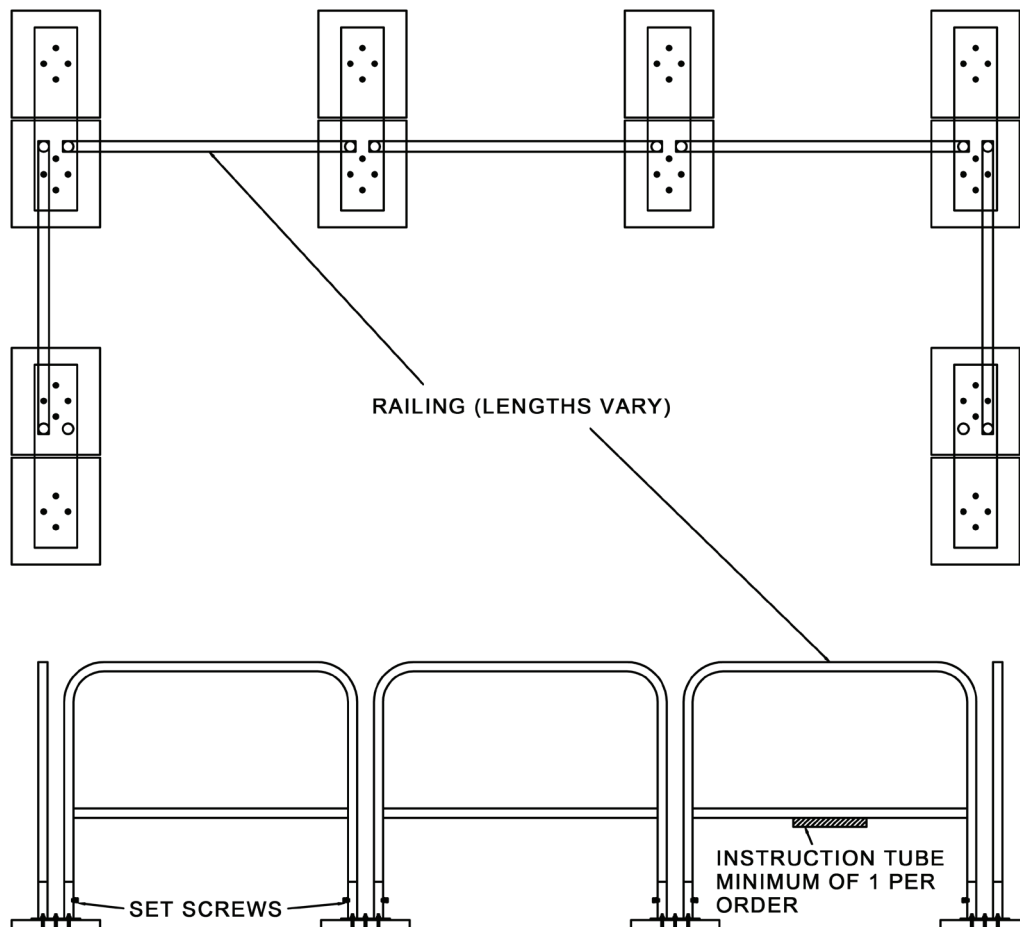 RAILING (LENGTHS VARY)
INSTRUCTION TUBE
MINIMUM OF 1 PER
ORDER
SET SCREWS